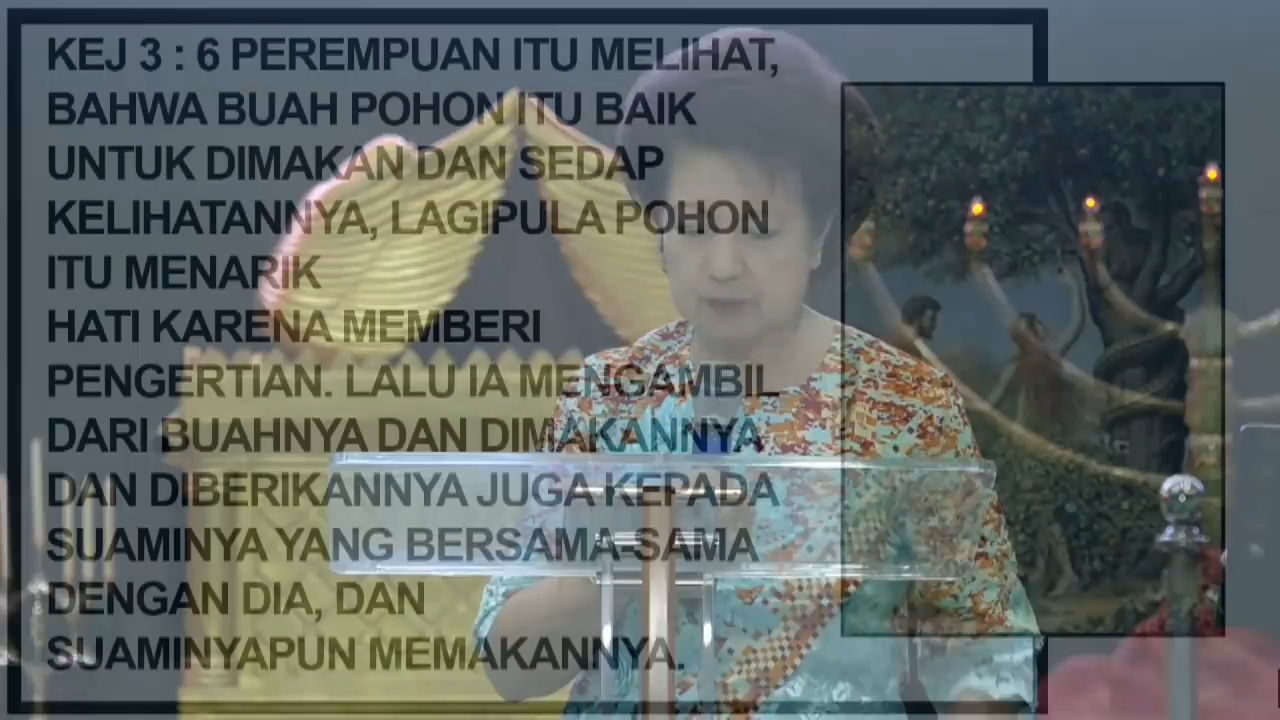 KEJ 3 : 6 PEREMPUAN ITU MELIHAT,
BAHWA BUAH POHON ITU BAIK
UNTUK DIMAKAN DAN SEDAP
KELIHATANNYA, LAGIPULA POHON
ITU MENARIK
HATI KARENA MEMBERI
PENGERTIAN. LALU IA MENGAMBIL
DARI BUAHNYA DAN DIMAKANNYA
DAN DIBERIKANNYA JUGA KEPADA
SUAMINYA YANG BERSAMA-SAMA
DENGAN DIA, DAN
SUAMINYAPUN MEMAKANNYA.